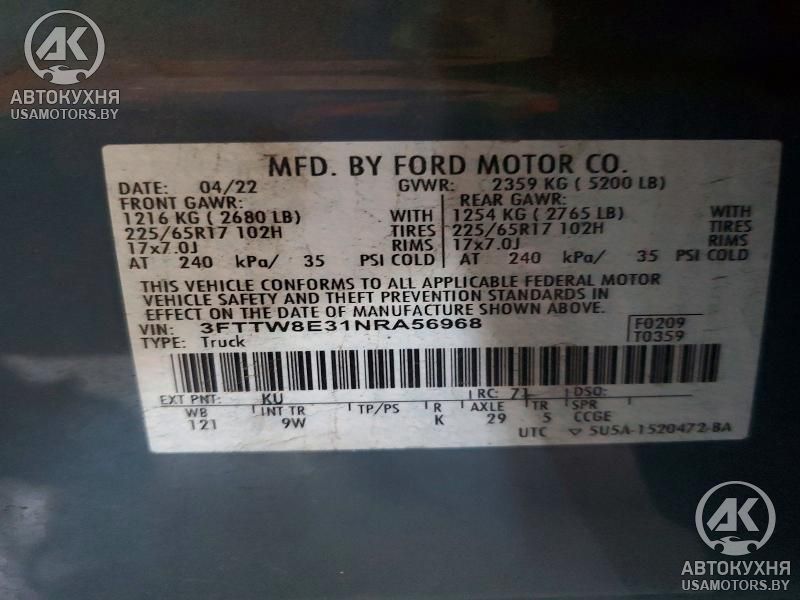 AK
АВТОКУХНЯ
USAMOTORS.BY
MFD. BY FORD MOTOR CO.
DATE: 04/22 GVWR: 2359 KG ( 5200 LB)
FRONT GAWR: REAR GAWR:
1216 KG ( 2680 LB) WITH 1254 KG ( 2765 LB) WITH
225/65R17 102H TIRES 225/65R17 102H TIRES
17x7.0J RIMS 17x7.0J RIMS
AT 240 kPa/ 35 PSI COLD AT 240 kPa/ 35 PSI COLD
THIS VEHICLE CONFORMS TO ALL APPLICABLE FEDERAL MOTOR
VEHICLE SAFETY AND THEFT PREVENTION STANDARDS IN
EFFECT ON THE DATE OF MANUFACTURE SHOWN ABOVE.
VIN: 3FTTW8E31NRA56968 F0209
TYPE: Truck T0359
EXT PNT: KU RC: 71 DSO:
WB INT TR TP/PS R AXLE TR SPR
121 9W K 29 5 CCGE
UTC 5U5A-1520472-BA
AK
АВТОКУХНЯ
USAMOTORS.BY